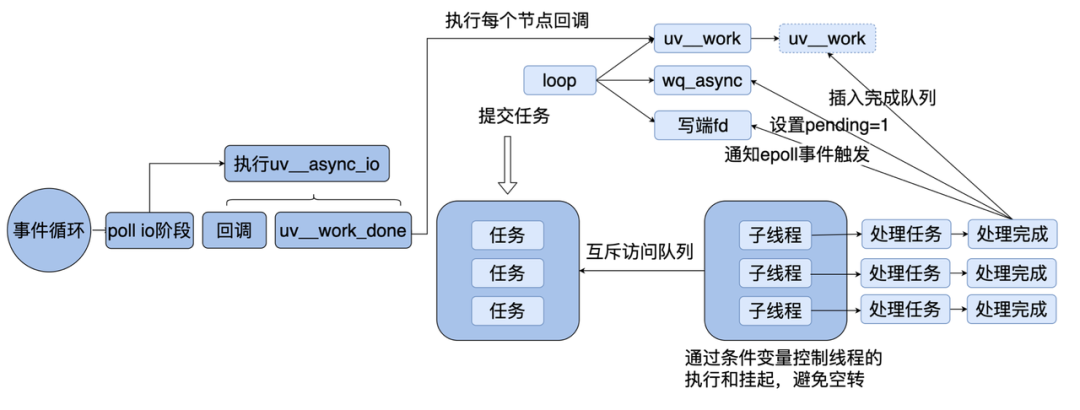 执行每个节点回调
uv__work
uv__work
loop
wq_async
插入完成队列
提交任务
写端fd
设置pending=1
通知epoll事件触发
执行uv__async_io
事件循环
poll io阶段
回调
uv__work_done
任务
任务
任务
互斥访问队列
子线程
处理任务
处理完成
子线程
处理任务
处理完成
子线程
处理任务
处理完成
通过条件变量控制线程的
执行和挂起，避免空转